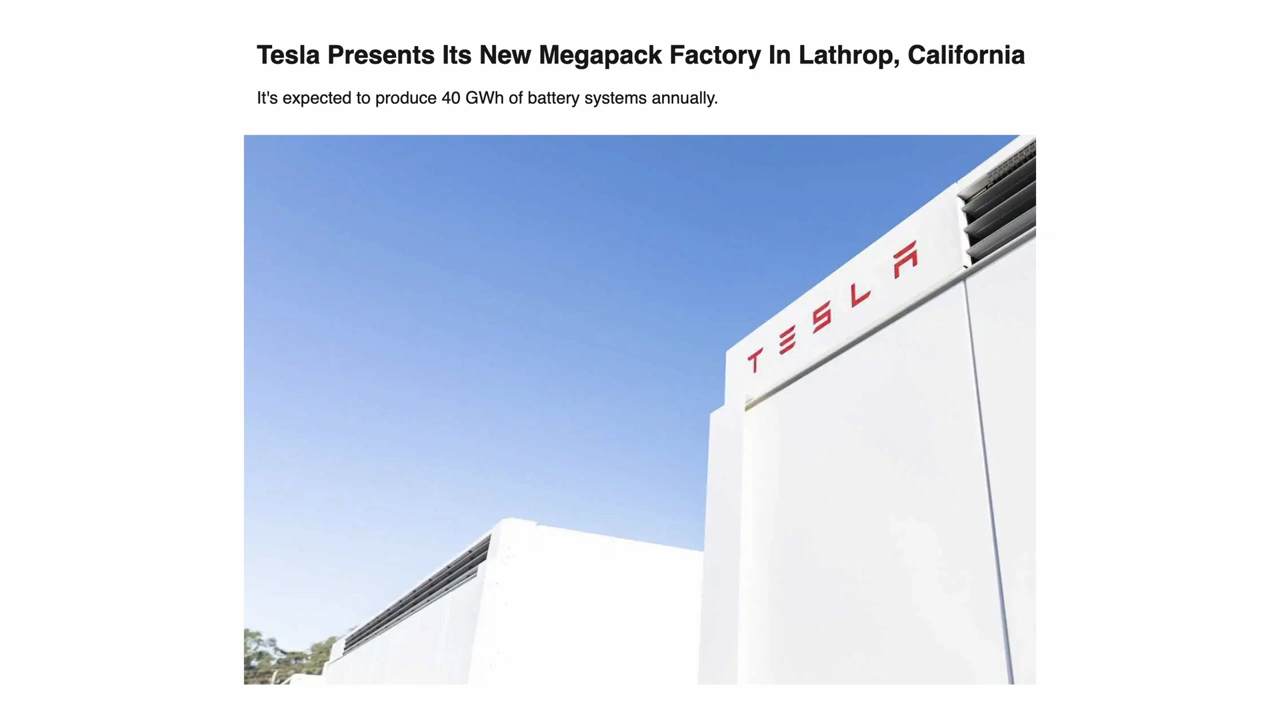 Tesla Presents Its New Megapack Factory In Lathrop, California
It's expected to produce 40 GWh of battery systems annually.
TESLA